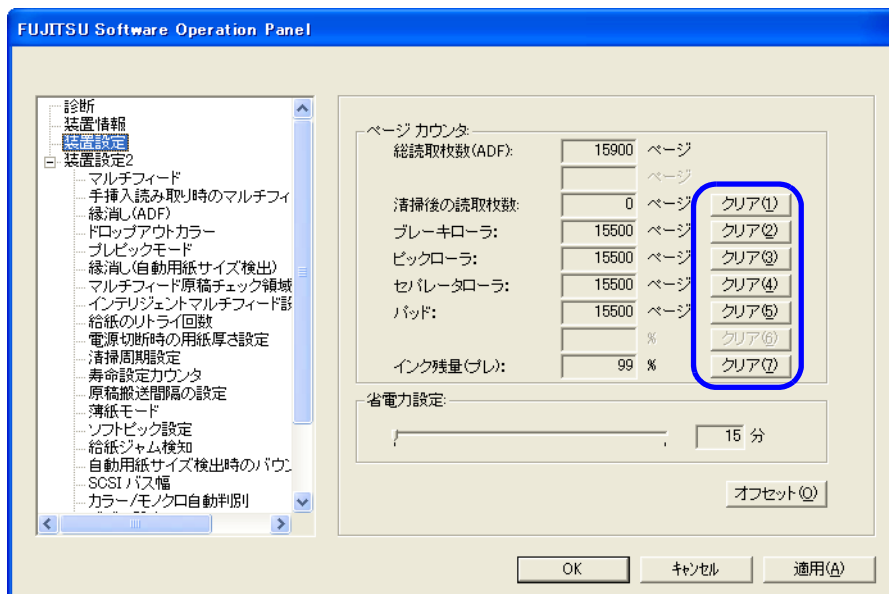 FUJITSU Software Operation Panel
診断
装置情報
装置設定
装置設定2
マルチフィード
手挿入読み取り時のマルチフィ
縁消し(ADF)
ドロップアウトカラー
プレピックモード
縁消し(自動用紙サイズ検出)
マルチフィード原稿チェック領域
インテリジェントマルチフィード設
給紙のリトライ回数
電源切断時の用紙厚さ設定
清掃周期設定
寿命設定カウンタ
原稿搬送間隔の設定
薄紙モード
ソフトピック設定
給紙ジャム検知
自動用紙サイズ検出時のバウン
SCSI バス幅
カラー/モノクロ自動判別
ページ カウンタ:
総読取枚数(ADF): 15900 ページ
ページ
清掃後の読取枚数: 0 ページ クリア(1)
ブレーキローラ: 15500 ページ クリア(2)
ピックローラ: 15500 ページ クリア(3)
セパレータローラ: 15500 ページ クリア(4)
パッド: 15500 ページ クリア(5)
% クリア(6)
インク残量(プレ): 99 % クリア(7)
省電力設定:
15 分
オフセット(O)
OK キャンセル 適用(A)